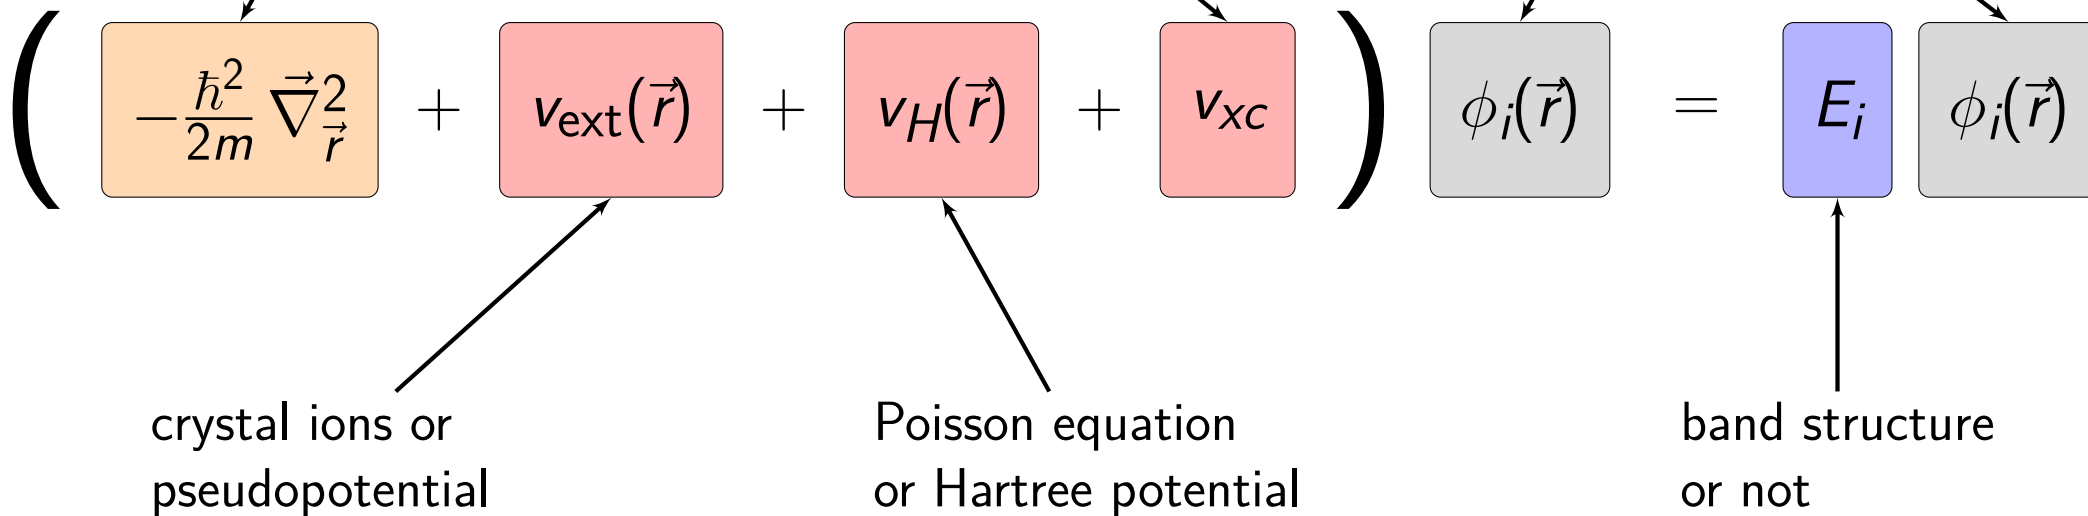 ( −ħ²/2m ∇⃗²_r⃗ + v_ext(r⃗) + v_H(r⃗) + v_xc ) ϕ_i(r⃗) = E_i ϕ_i(r⃗)
crystal ions or
pseudopotential
Poisson equation
or Hartree potential
band structure
or not